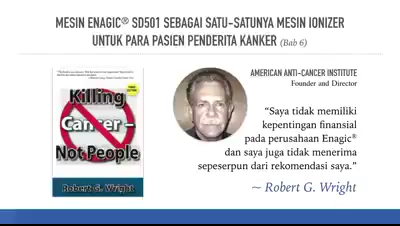 MESIN ENAGIC® SD501 SEBAGAI SATU-SATUNYA MESIN IONIZER
UNTUK PARA PASIEN PENDERITA KANKER (Bab 6)
AMERICAN ANTI-CANCER INSTITUTE
Founder and Director
Killing
Cancer –
Not People
Robert G. Wright
“Saya tidak memiliki
kepentingan finansial
pada perusahaan Enagic®
dan saya juga tidak menerima
sepeserpun dari rekomendasi saya.”
~ Robert G. Wright